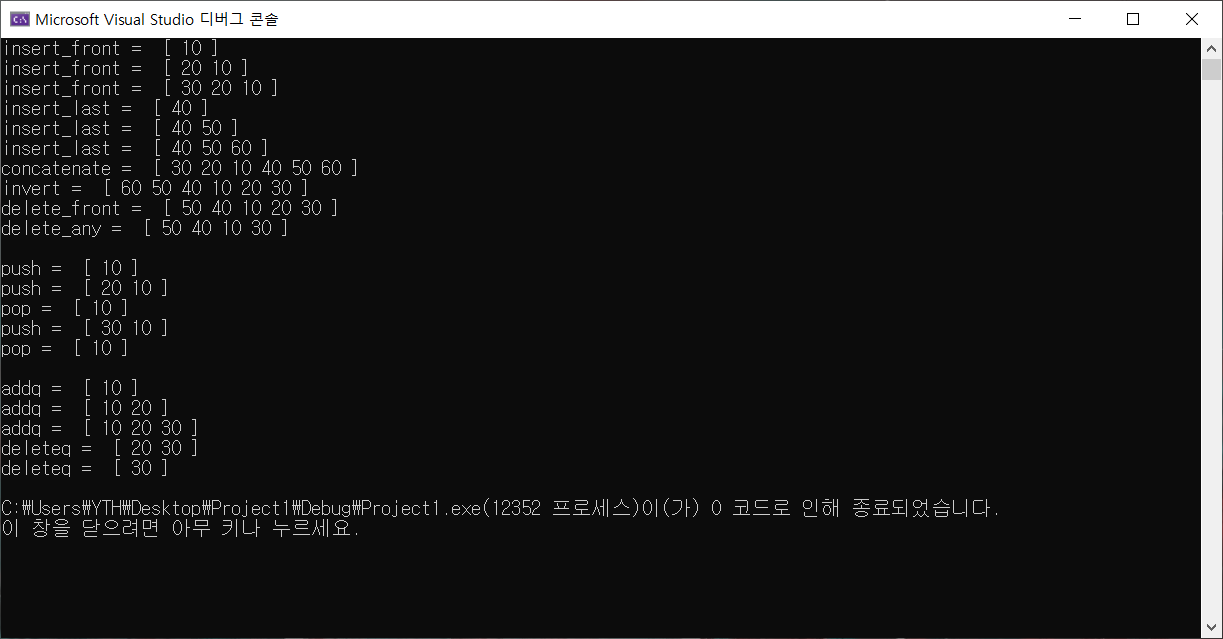 Microsoft Visual Studio 디버그 콘솔
insert_front =  [ 10 ]
insert_front =  [ 20 10 ]
insert_front =  [ 30 20 10 ]
insert_last =  [ 40 ]
insert_last =  [ 40 50 ]
insert_last =  [ 40 50 60 ]
concatenate =  [ 30 20 10 40 50 60 ]
invert =  [ 60 50 40 10 20 30 ]
delete_front =  [ 50 40 10 20 30 ]
delete_any =  [ 50 40 10 30 ]
push =  [ 10 ]
push =  [ 20 10 ]
pop =  [ 10 ]
push =  [ 30 10 ]
pop =  [ 10 ]
addq =  [ 10 ]
addq =  [ 10 20 ]
addq =  [ 10 20 30 ]
deleteq =  [ 20 30 ]
deleteq =  [ 30 ]
C:₩Users₩YTH₩Desktop₩Project1₩Debug₩Project1.exe(12352 프로세스)이(가) 0 코드로 인해 종료되었습니다.
이 창을 닫으려면 아무 키나 누르세요.